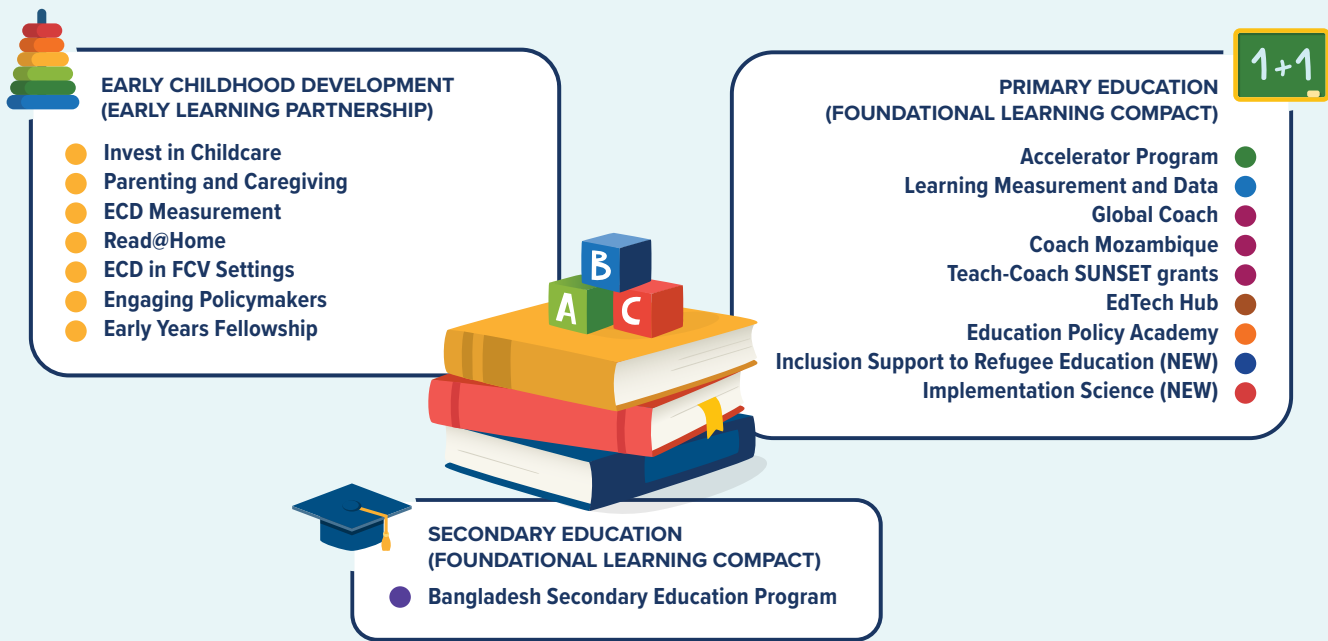 EARLY CHILDHOOD DEVELOPMENT
(EARLY LEARNING PARTNERSHIP)
Invest in Childcare
Parenting and Caregiving
ECD Measurement
Read@Home
ECD in FCV Settings
Engaging Policymakers
Early Years Fellowship
1+1
PRIMARY EDUCATION
(FOUNDATIONAL LEARNING COMPACT)
Accelerator Program
Learning Measurement and Data
Global Coach
Coach Mozambique
Teach-Coach SUNSET grants
EdTech Hub
Education Policy Academy
Inclusion Support to Refugee Education (NEW)
Implementation Science (NEW)
B
A C
SECONDARY EDUCATION
(FOUNDATIONAL LEARNING COMPACT)
Bangladesh Secondary Education Program